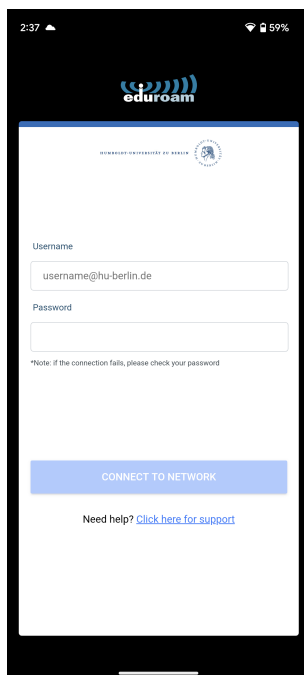 2:37
59%
eduroam
HUMBOLDT-UNIVERSITÄT ZU BERLIN
Username
username@hu-berlin.de
Password
*Note: if the connection fails, please check your password
CONNECT TO NETWORK
Need help? Click here for support